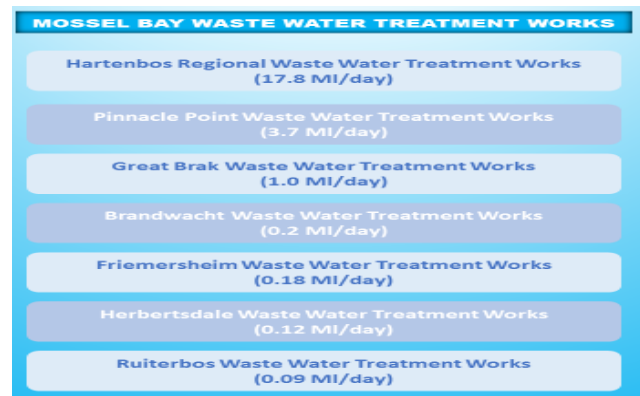 MOSSEL BAY WASTE WATER TREATMENT WORKS
Hartenbos Regional Waste Water Treatment Works
(17.8 Ml/day)
Pinnacle Point Waste Water Treatment Works
(3.7 Ml/day)
Great Brak Waste Water Treatment Works
(1.0 Ml/day)
Brandwacht Waste Water Treatment Works
(0.2 Ml/day)
Friemersheim Waste Water Treatment Works
(0.18 Ml/day)
Herbertsdale Waste Water Treatment Works
(0.12 Ml/day)
Ruiterbos Waste Water Treatment Works
(0.09 Ml/day)